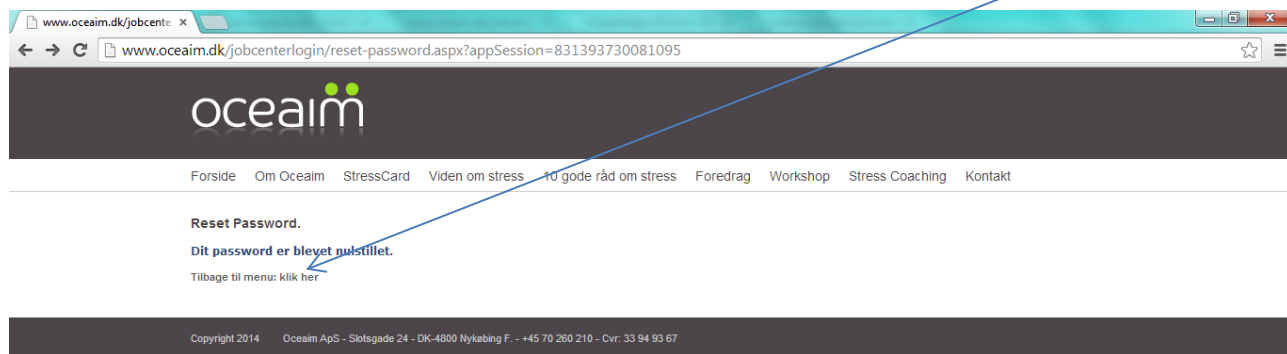 www.oceaim.dk/jobcente
www.oceaim.dk/jobcenterlogin/reset-password.aspx?appSession=831393730081095
oceaim
Forside Om Oceaim StressCard Viden om stress 10 gode råd om stress Foredrag Workshop Stress Coaching Kontakt
Reset Password.
Dit password er blevet nulstillet.
Tilbage til menu: klik her
Copyright 2014 Oceaim ApS - Slotsgade 24 - DK-4800 Nykøbing F. - +45 70 260 210 - Cvr: 33 94 93 67